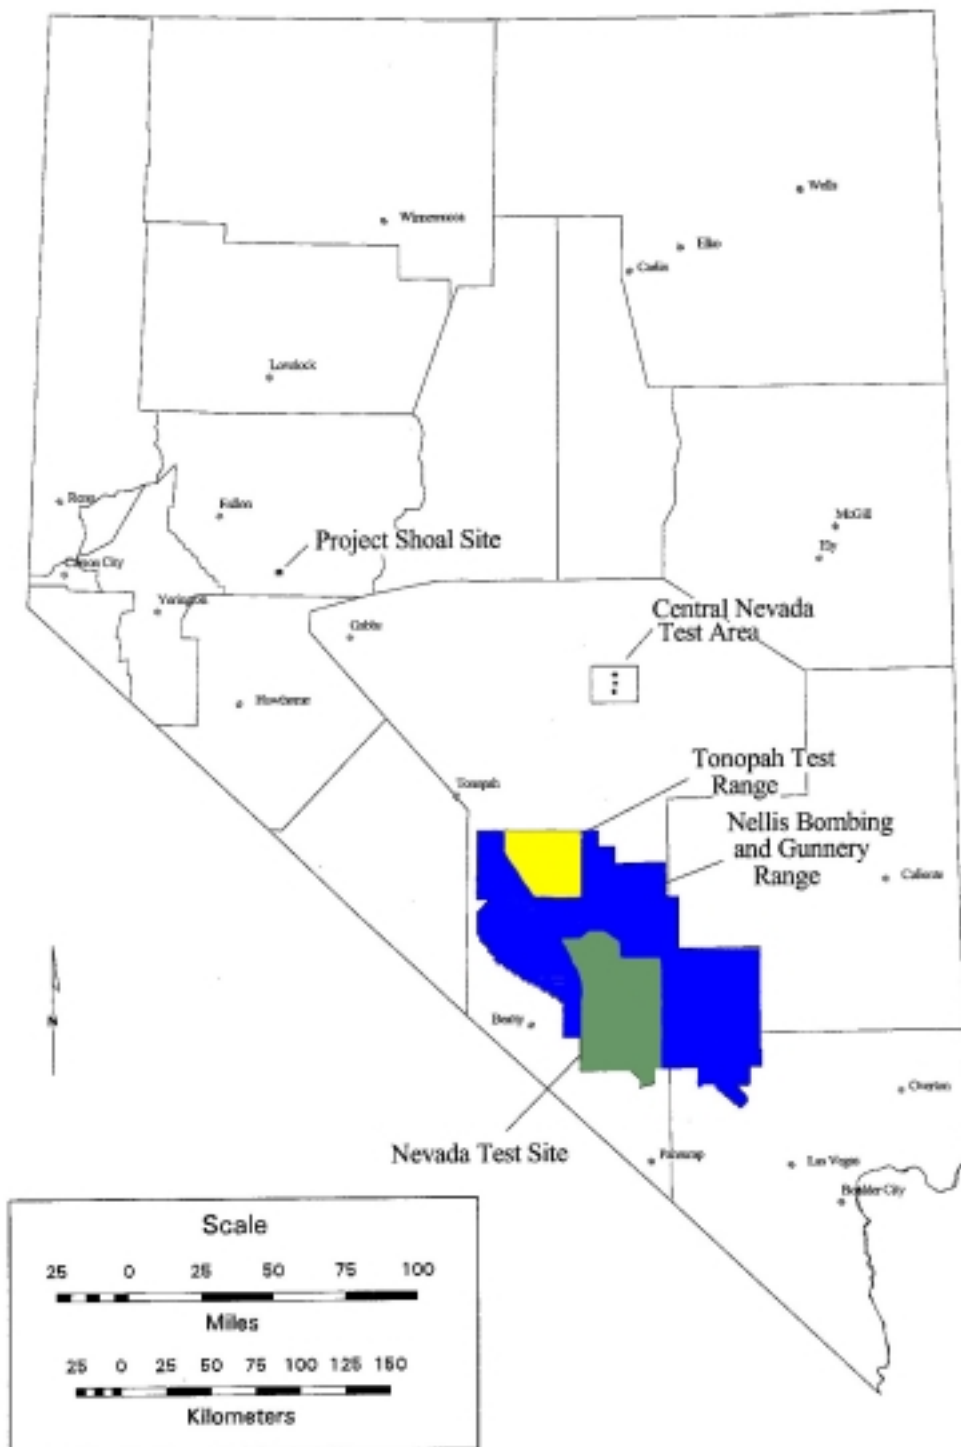 Wells
Winnemucca
Elko
Carlin
Lovelock
Reno
Fallon
McGill
Project Shoal Site
Ely
Carson City
Yerington
Central Nevada
Test Area
Gabbs
Hawthorne
Tonopah Test
Range
Tonopah
Nellis Bombing
and Gunnery
Range
Caliente
N
Beatty
Overton
Nevada Test Site
Pahrump
Las Vegas
Boulder City
Scale
25 0 25 50 75 100
Miles
25 0 25 50 75 100 125 150
Kilometers